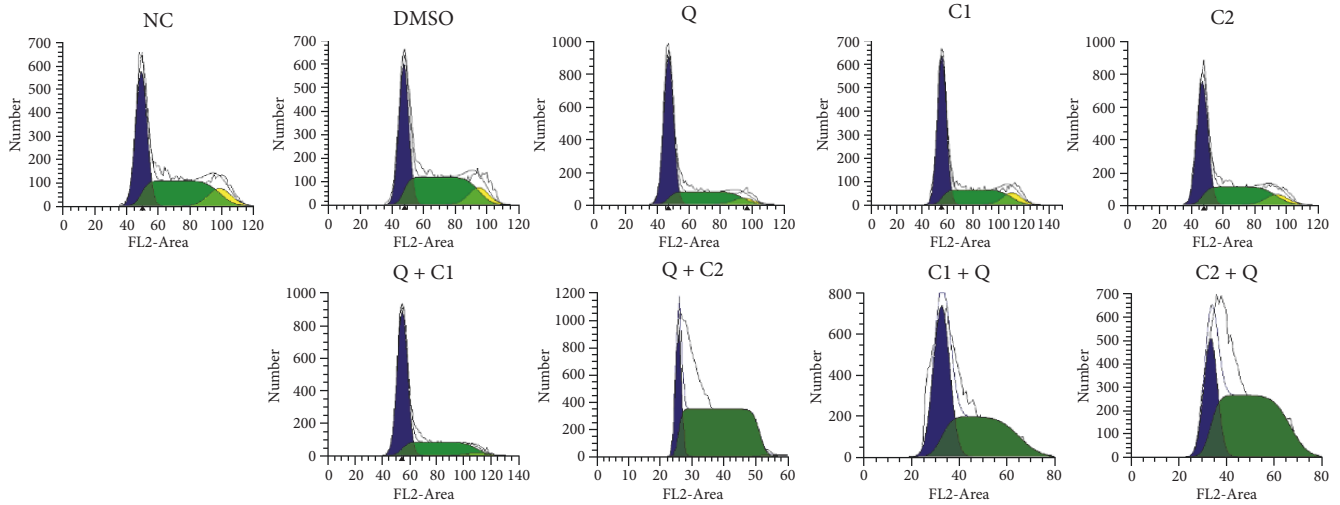 NC
700
600
500
400
300
200
100
0
Number
0 20 40 60 80 100 120
FL2-Area
DMSO
700
600
500
400
300
200
100
0
Number
0 20 40 60 80 100 120
FL2-Area
Q
1000
800
600
400
200
0
Number
0 20 40 60 80 100 120
FL2-Area
C1
700
600
500
400
300
200
100
0
Number
0 20 40 60 80 100 120 140
FL2-Area
C2
1000
800
600
400
200
0
Number
0 20 40 60 80 100 120
FL2-Area
Q + C1
1000
800
600
400
200
0
Number
0 20 40 60 80 100 120 140
FL2-Area
Q + C2
1200
1000
800
600
400
200
0
Number
0 10 20 30 40 50 60
FL2-Area
C1 + Q
800
600
400
200
0
Number
0 20 40 60 80
FL2-Area
C2 + Q
700
600
500
400
300
200
100
0
Number
0 20 40 60 80
FL2-Area